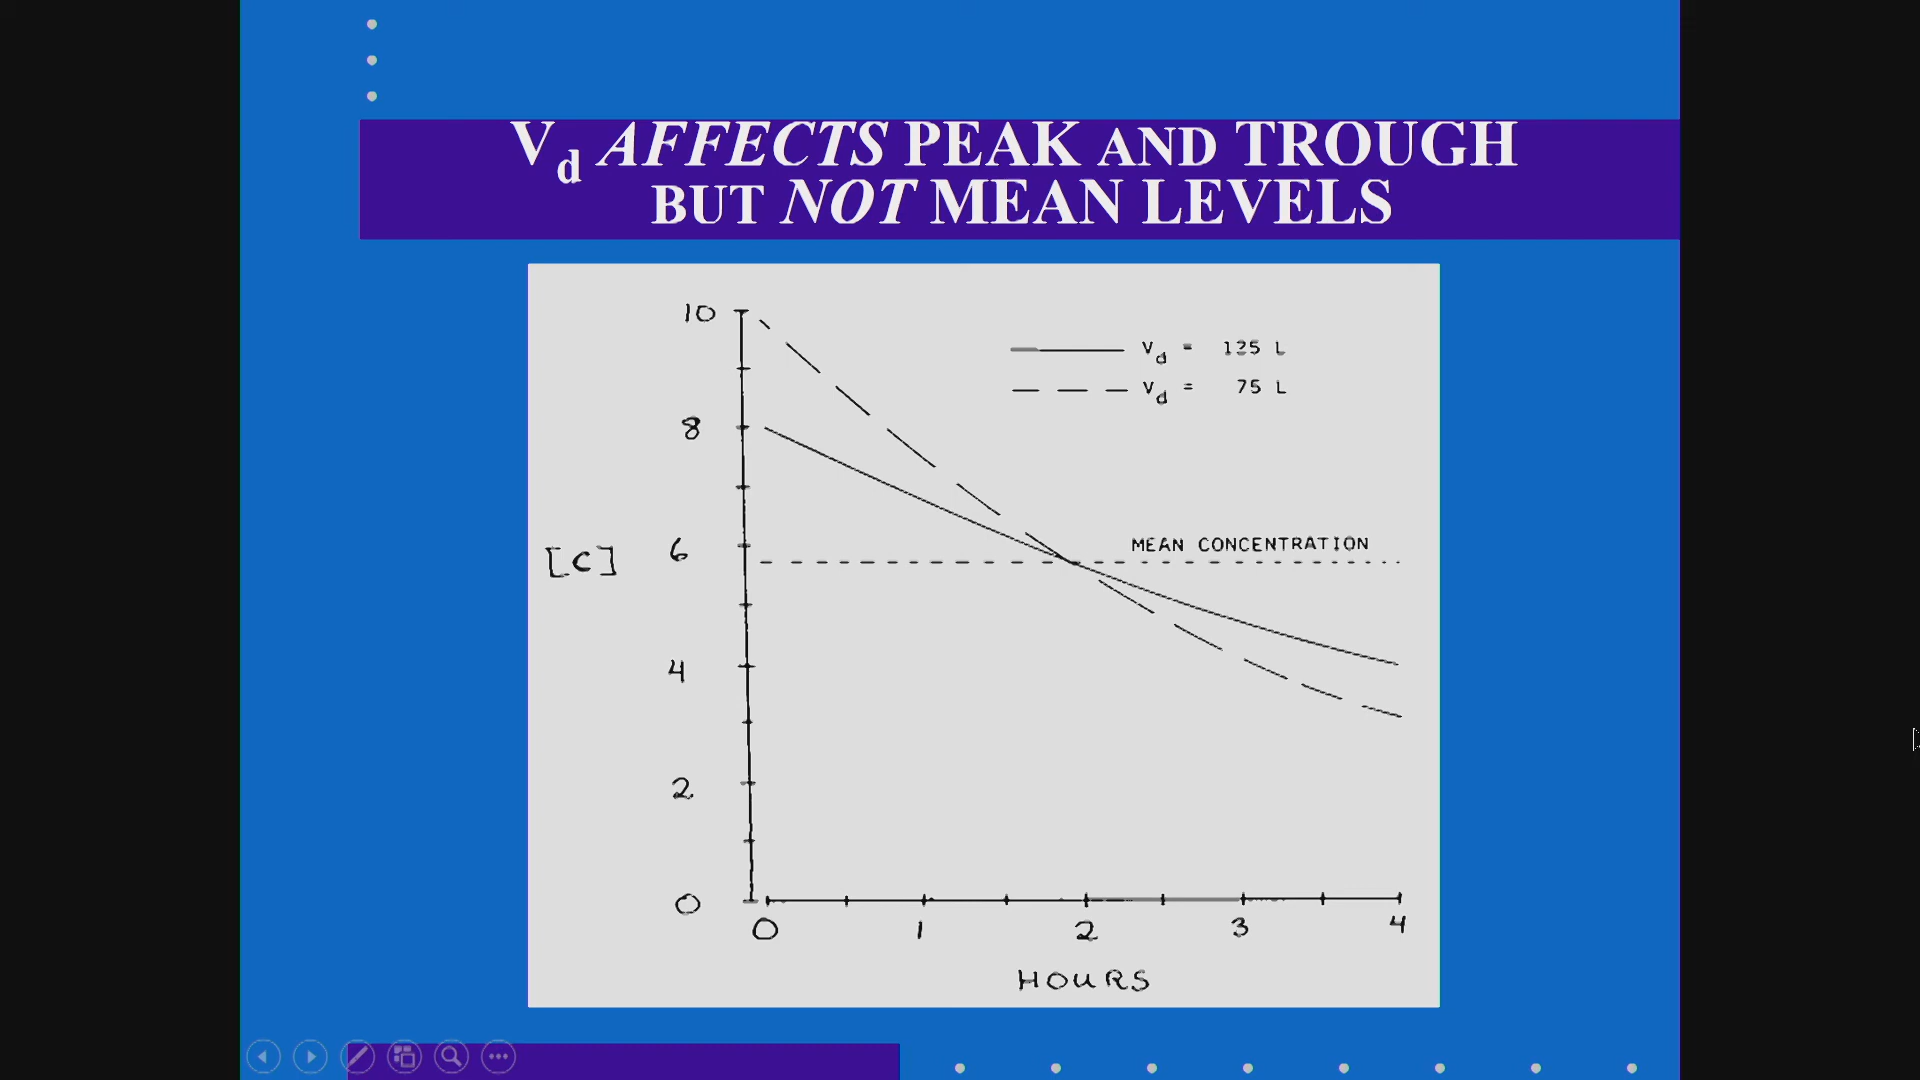 Vd AFFECTS PEAK AND TROUGH
BUT NOT MEAN LEVELS
10
8
6
4
2
0
[C]
Vd = 125 L
Vd = 75 L
MEAN CONCENTRATION
0 1 2 3 4
HOURS